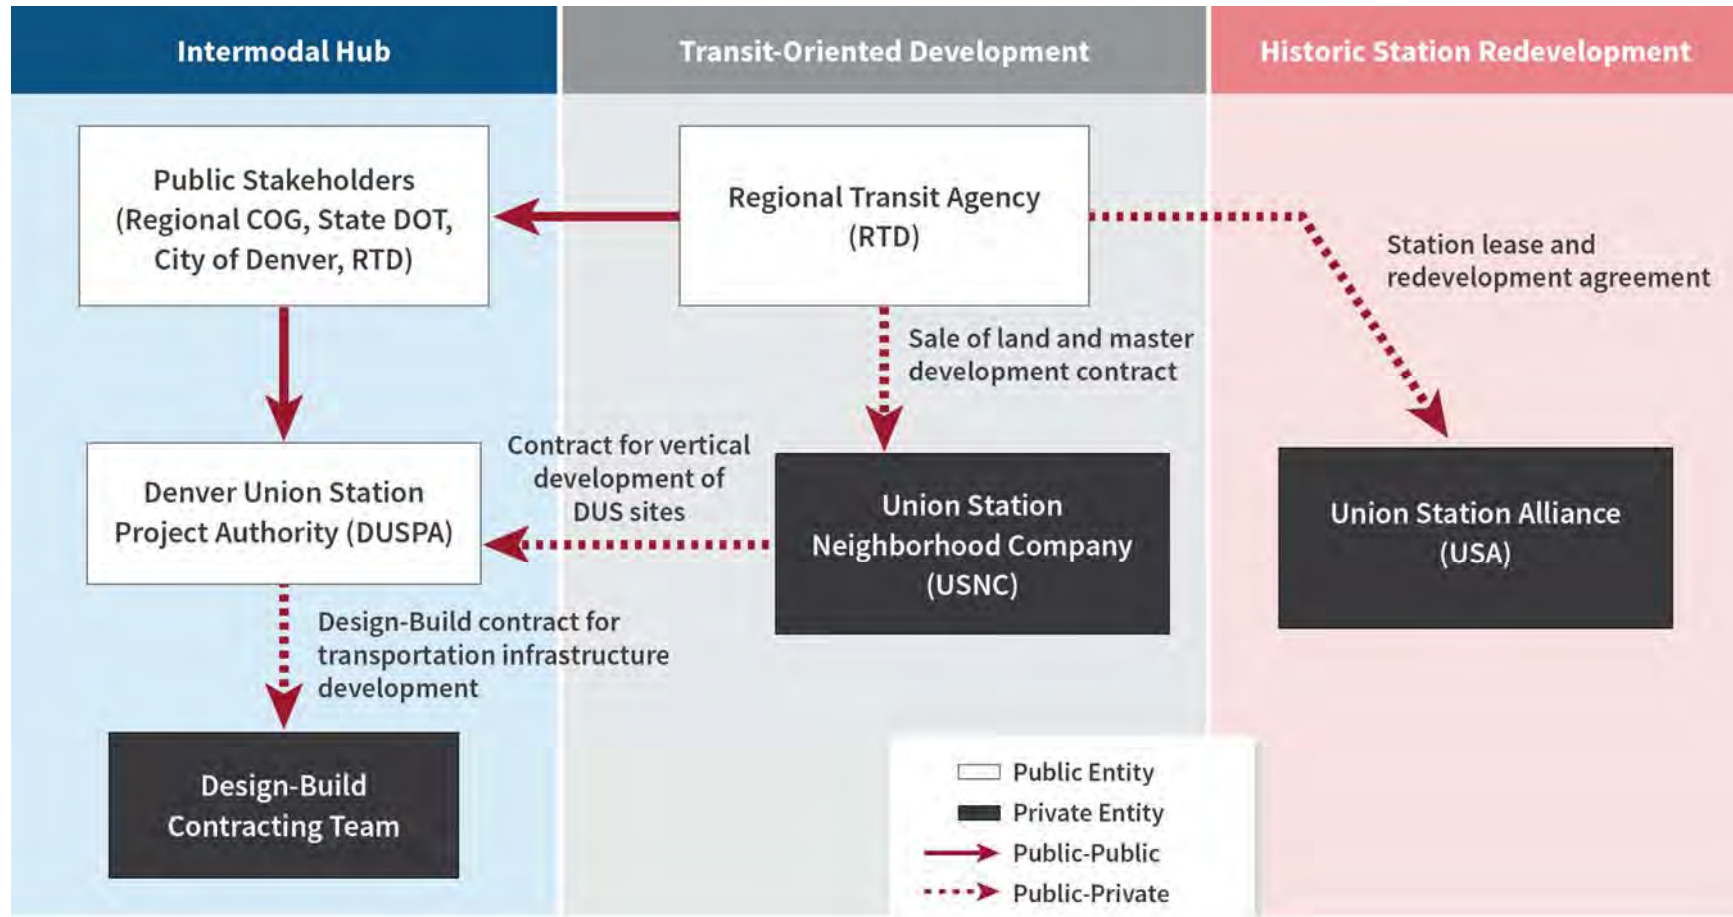 Intermodal Hub
Transit-Oriented Development
Historic Station Redevelopment
Public Stakeholders
(Regional COG, State DOT,
City of Denver, RTD)
Regional Transit Agency
(RTD)
Station lease and
redevelopment agreement
Sale of land and master
development contract
Contract for vertical
development of
DUS sites
Denver Union Station
Project Authority (DUSPA)
Union Station
Neighborhood Company
(USNC)
Union Station Alliance
(USA)
Design-Build contract for
transportation infrastructure
development
Design-Build
Contracting Team
Public Entity
Private Entity
Public-Public
Public-Private